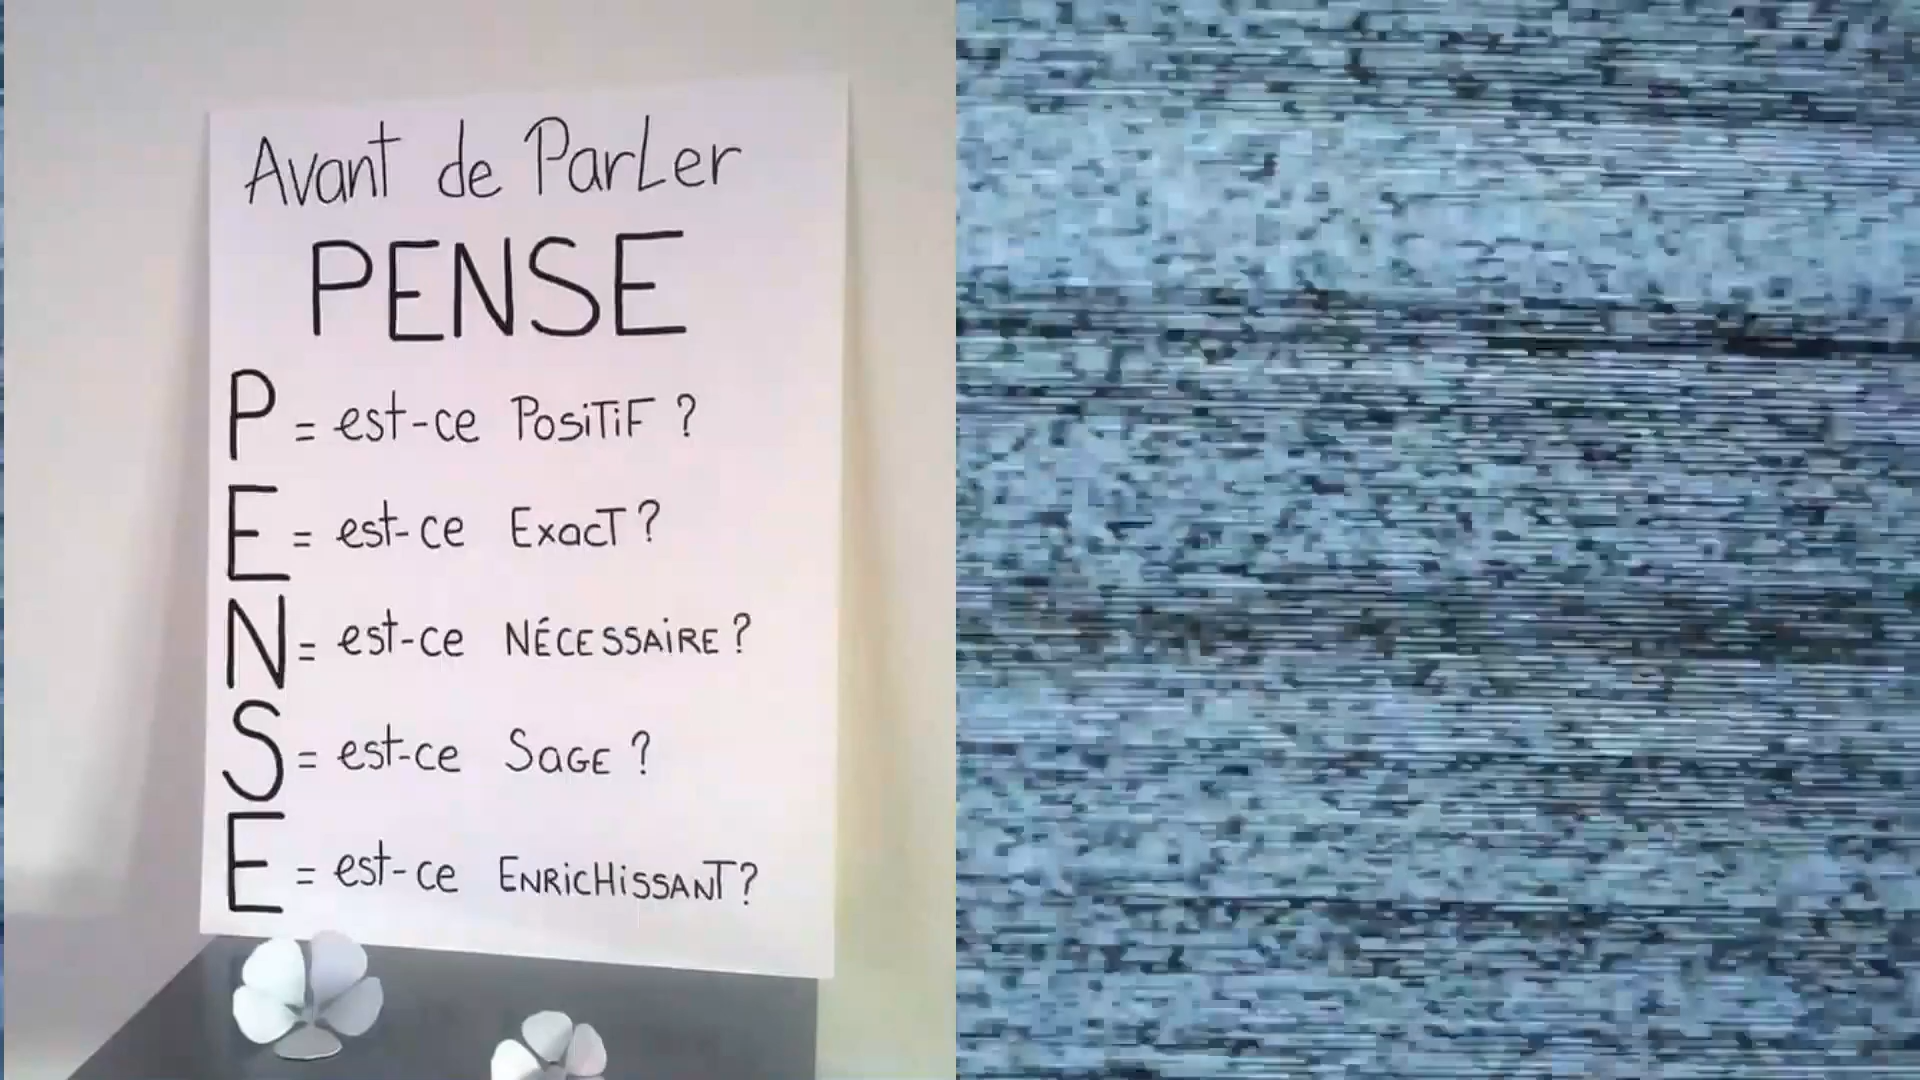 Avant de Parler
PENSE
P = est-ce Positif ?
E = est-ce Exact ?
N = est-ce NÉCESSAIRE ?
S = est-ce SaGE ?
E = est-ce ENRiCHiSSANT ?